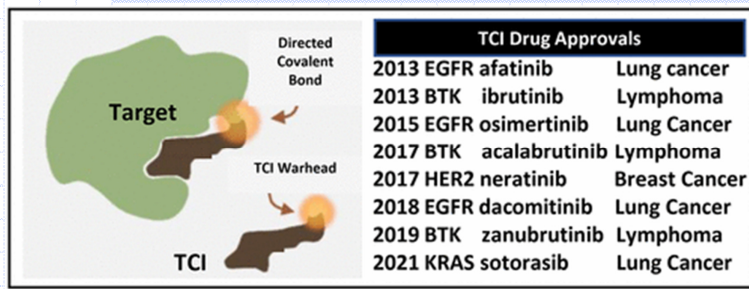 Directed
Covalent
Bond
Target
TCI Warhead
TCI
TCI Drug Approvals
2013 EGFR afatinib Lung cancer
2013 BTK ibrutinib Lymphoma
2015 EGFR osimertinib Lung Cancer
2017 BTK acalabrutinib Lymphoma
2017 HER2 neratinib Breast Cancer
2018 EGFR dacomitinib Lung Cancer
2019 BTK zanubrutinib Lymphoma
2021 KRAS sotorasib Lung Cancer